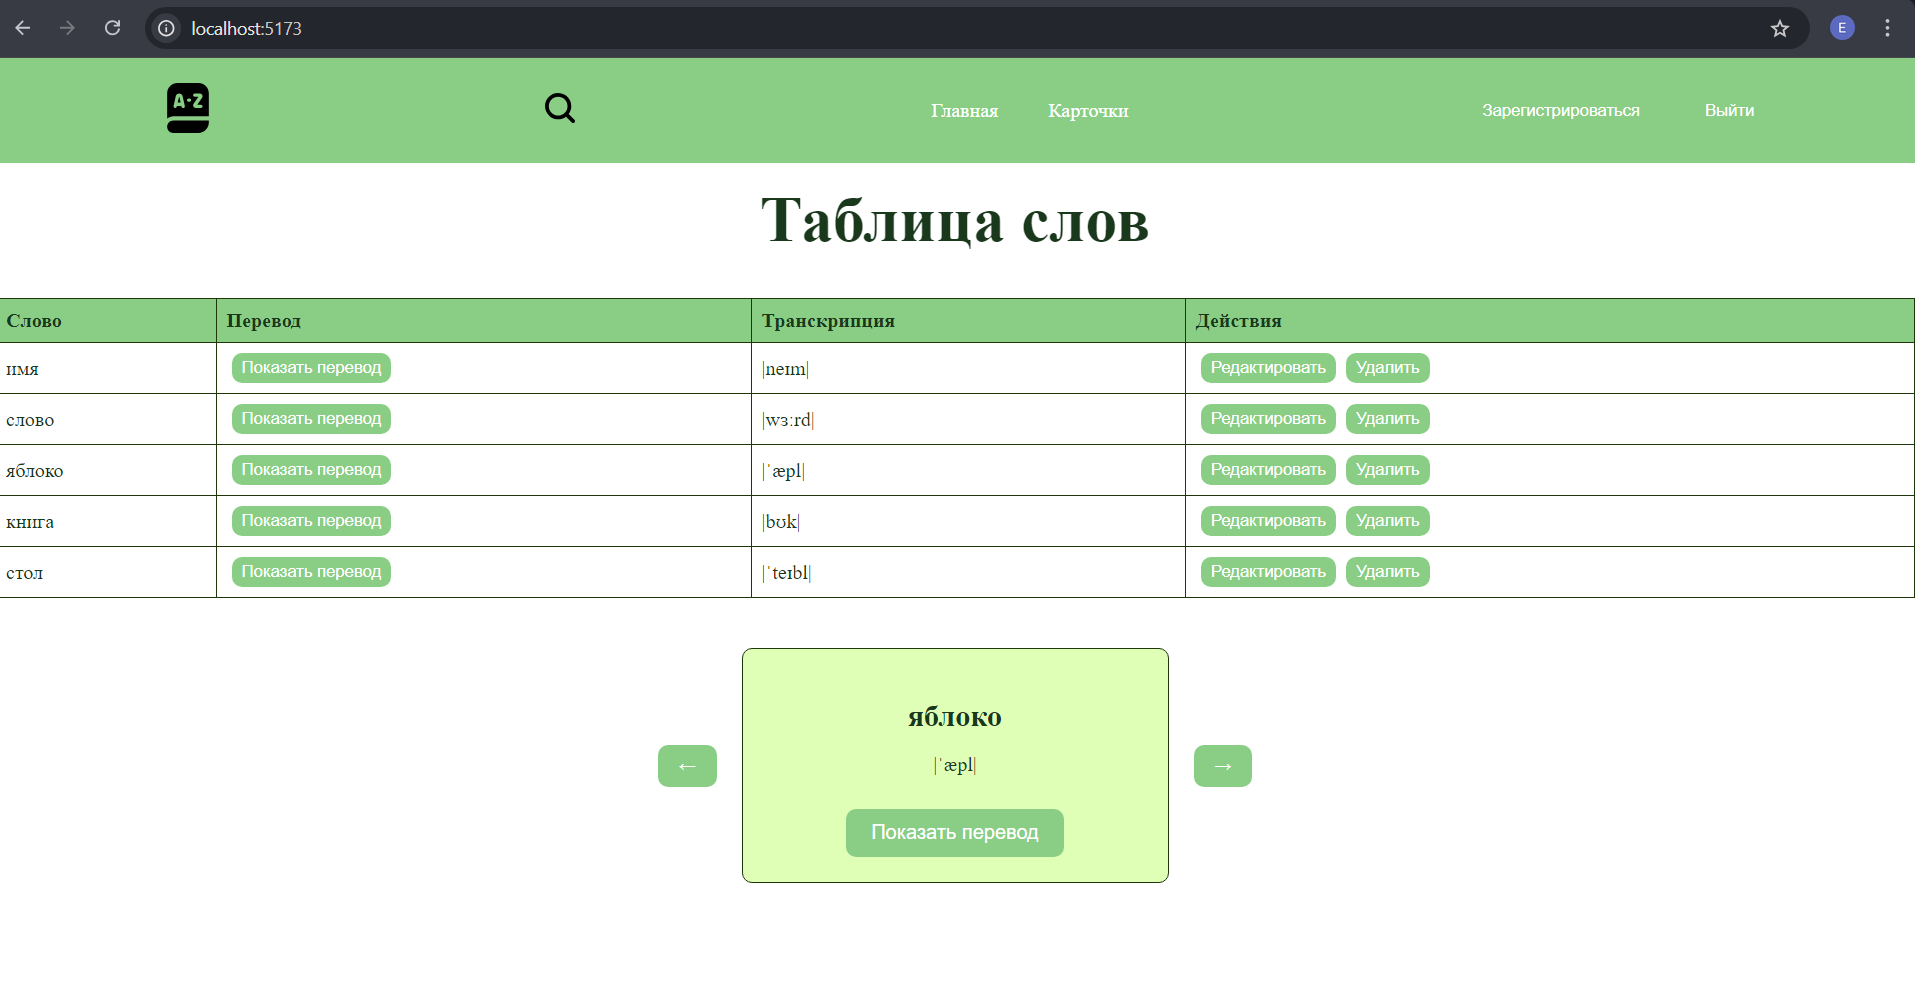 localhost:5173
E
A·Z
Главная Карточки Зарегистрироваться Выйти
Таблица слов
Слово Перевод Транскрипция Действия
имя Показать перевод |neɪm| Редактировать Удалить
слово Показать перевод |wɜːrd| Редактировать Удалить
яблоко Показать перевод |ˈæpl| Редактировать Удалить
книга Показать перевод |bʊk| Редактировать Удалить
стол Показать перевод |ˈteɪbl| Редактировать Удалить
яблоко
|ˈæpl|
← →
Показать перевод